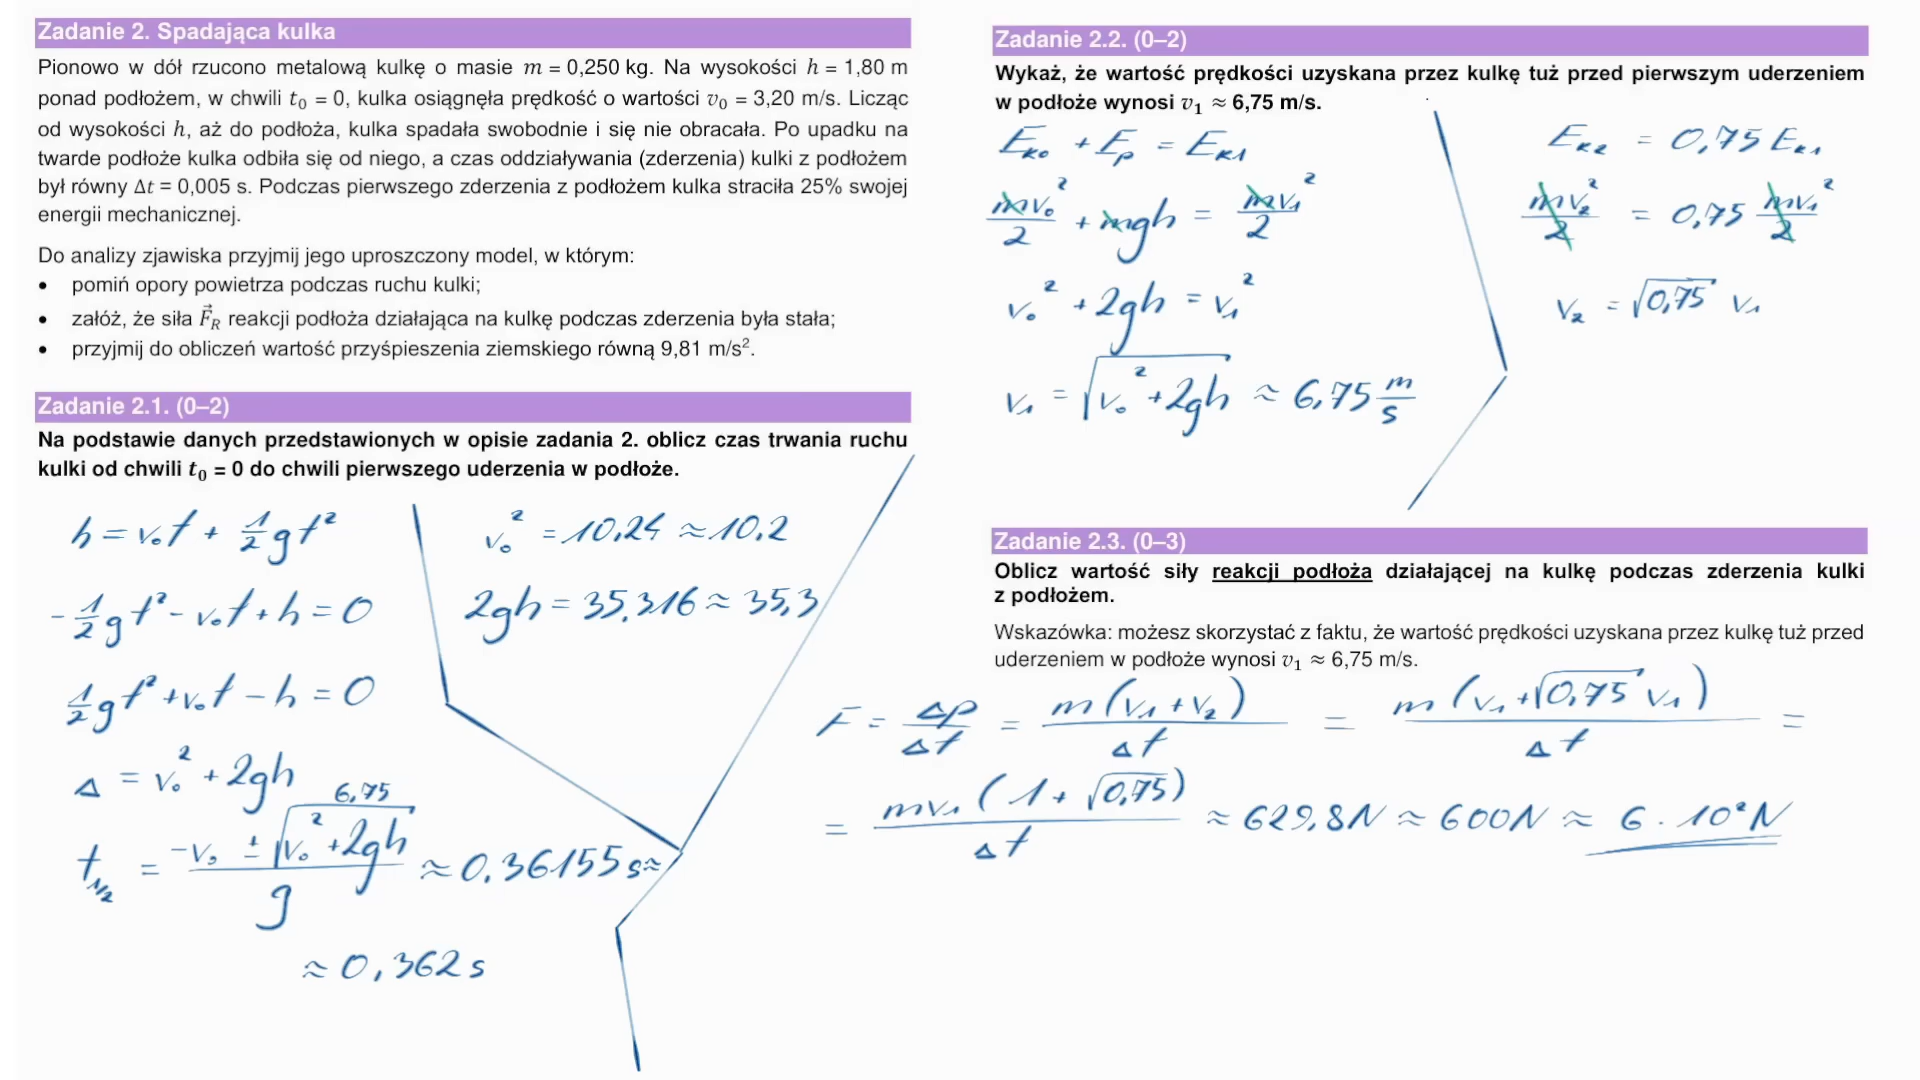 Zadanie 2. Spadająca kulka
Pionowo w dół rzucono metalową kulkę o masie m = 0,250 kg. Na wysokości h = 1,80 m
ponad podłożem, w chwili t₀ = 0, kulka osiągnęła prędkość o wartości v₀ = 3,20 m/s. Licząc
od wysokości h, aż do podłoża, kulka spadała swobodnie i się nie obracała. Po upadku na
twarde podłoże kulka odbiła się od niego, a czas oddziaływania (zderzenia) kulki z podłożem
był równy Δt = 0,005 s. Podczas pierwszego zderzenia z podłożem kulka straciła 25% swojej
energii mechanicznej.
Do analizy zjawiska przyjmij jego uproszczony model, w którym:
• pomiń opory powietrza podczas ruchu kulki;
• załóż, że siła F⃗_R reakcji podłoża działająca na kulkę podczas zderzenia była stała;
• przyjmij do obliczeń wartość przyśpieszenia ziemskiego równą 9,81 m/s².
Zadanie 2.1. (0–2)
Na podstawie danych przedstawionych w opisie zadania 2. oblicz czas trwania ruchu
kulki od chwili t₀ = 0 do chwili pierwszego uderzenia w podłoże.
h = v₀t + 1/2 gt²
-1/2 gt² - v₀t + h = 0
1/2 gt² + v₀t - h = 0
Δ = v₀² + 2gh
6,75
t₁/₂ = (-v₀ ± √(v₀² + 2gh))/g ≈ 0,36155 s ≈
≈ 0,362 s
v₀² = 10,24 ≈ 10,2
2gh = 35,316 ≈ 35,3
Zadanie 2.2. (0–2)
Wykaż, że wartość prędkości uzyskana przez kulkę tuż przed pierwszym uderzeniem
w podłoże wynosi v₁ ≈ 6,75 m/s.
E_K0 + E_p = E_K1
mv₀²/2 + mgh = mv₁²/2
v₀² + 2gh = v₁²
v₁ = √(v₀² + 2gh) ≈ 6,75 m/s
E_K2 = 0,75 E_K1
mv₂²/2 = 0,75 mv₁²/2
v₂ = √0,75 v₁
Zadanie 2.3. (0–3)
Oblicz wartość siły reakcji podłoża działającej na kulkę podczas zderzenia kulki
z podłożem.
Wskazówka: możesz skorzystać z faktu, że wartość prędkości uzyskana przez kulkę tuż przed
uderzeniem w podłoże wynosi v₁ ≈ 6,75 m/s.
F = Δp/Δt = m(v₁ + v₂)/Δt = m(v₁ + √0,75 v₁)/Δt =
= mv₁(1 + √0,75)/Δt ≈ 629,8N ≈ 600N ≈ 6 · 10²N